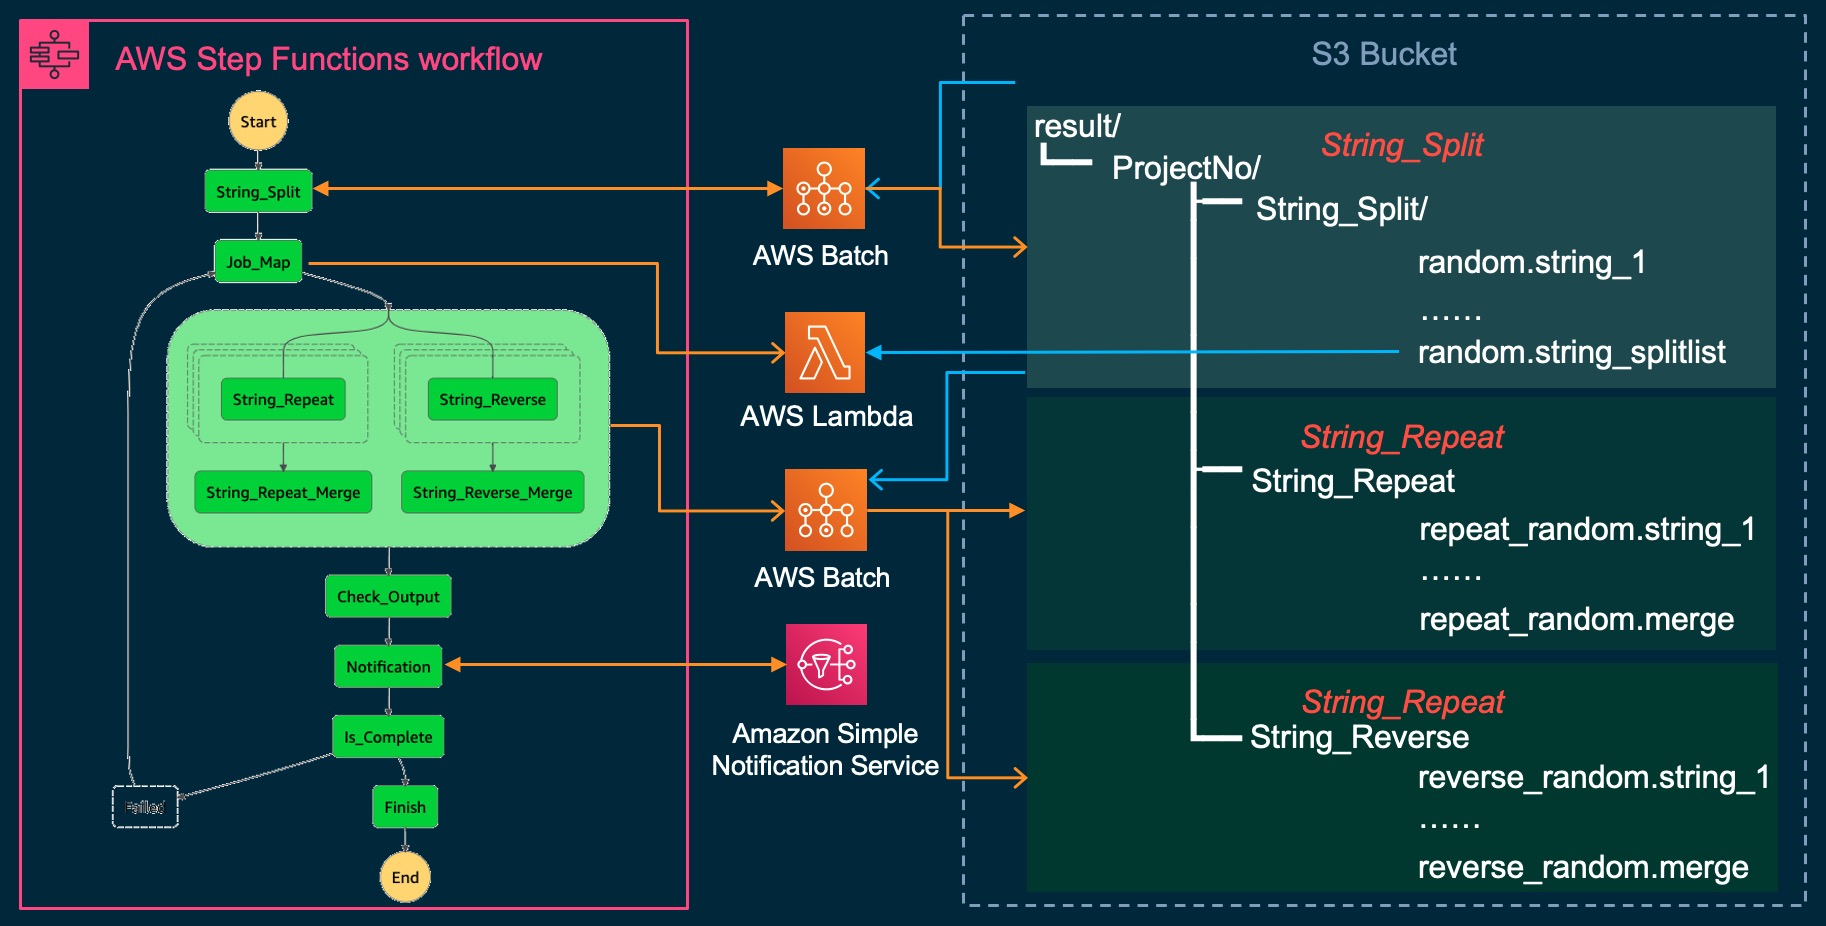 AWS Step Functions workflow
Start
String_Split
Job_Map
String_Repeat
String_Reverse
String_Repeat_Merge
String_Reverse_Merge
Check_Output
Notification
Is_Complete
Failed
Finish
End
AWS Batch
AWS Lambda
AWS Batch
Amazon Simple
Notification Service
S3 Bucket
result/
String_Split
ProjectNo/
String_Split/
random.string_1
......
random.string_splitlist
String_Repeat
String_Repeat
repeat_random.string_1
......
repeat_random.merge
String_Repeat
String_Reverse
reverse_random.string_1
......
reverse_random.merge